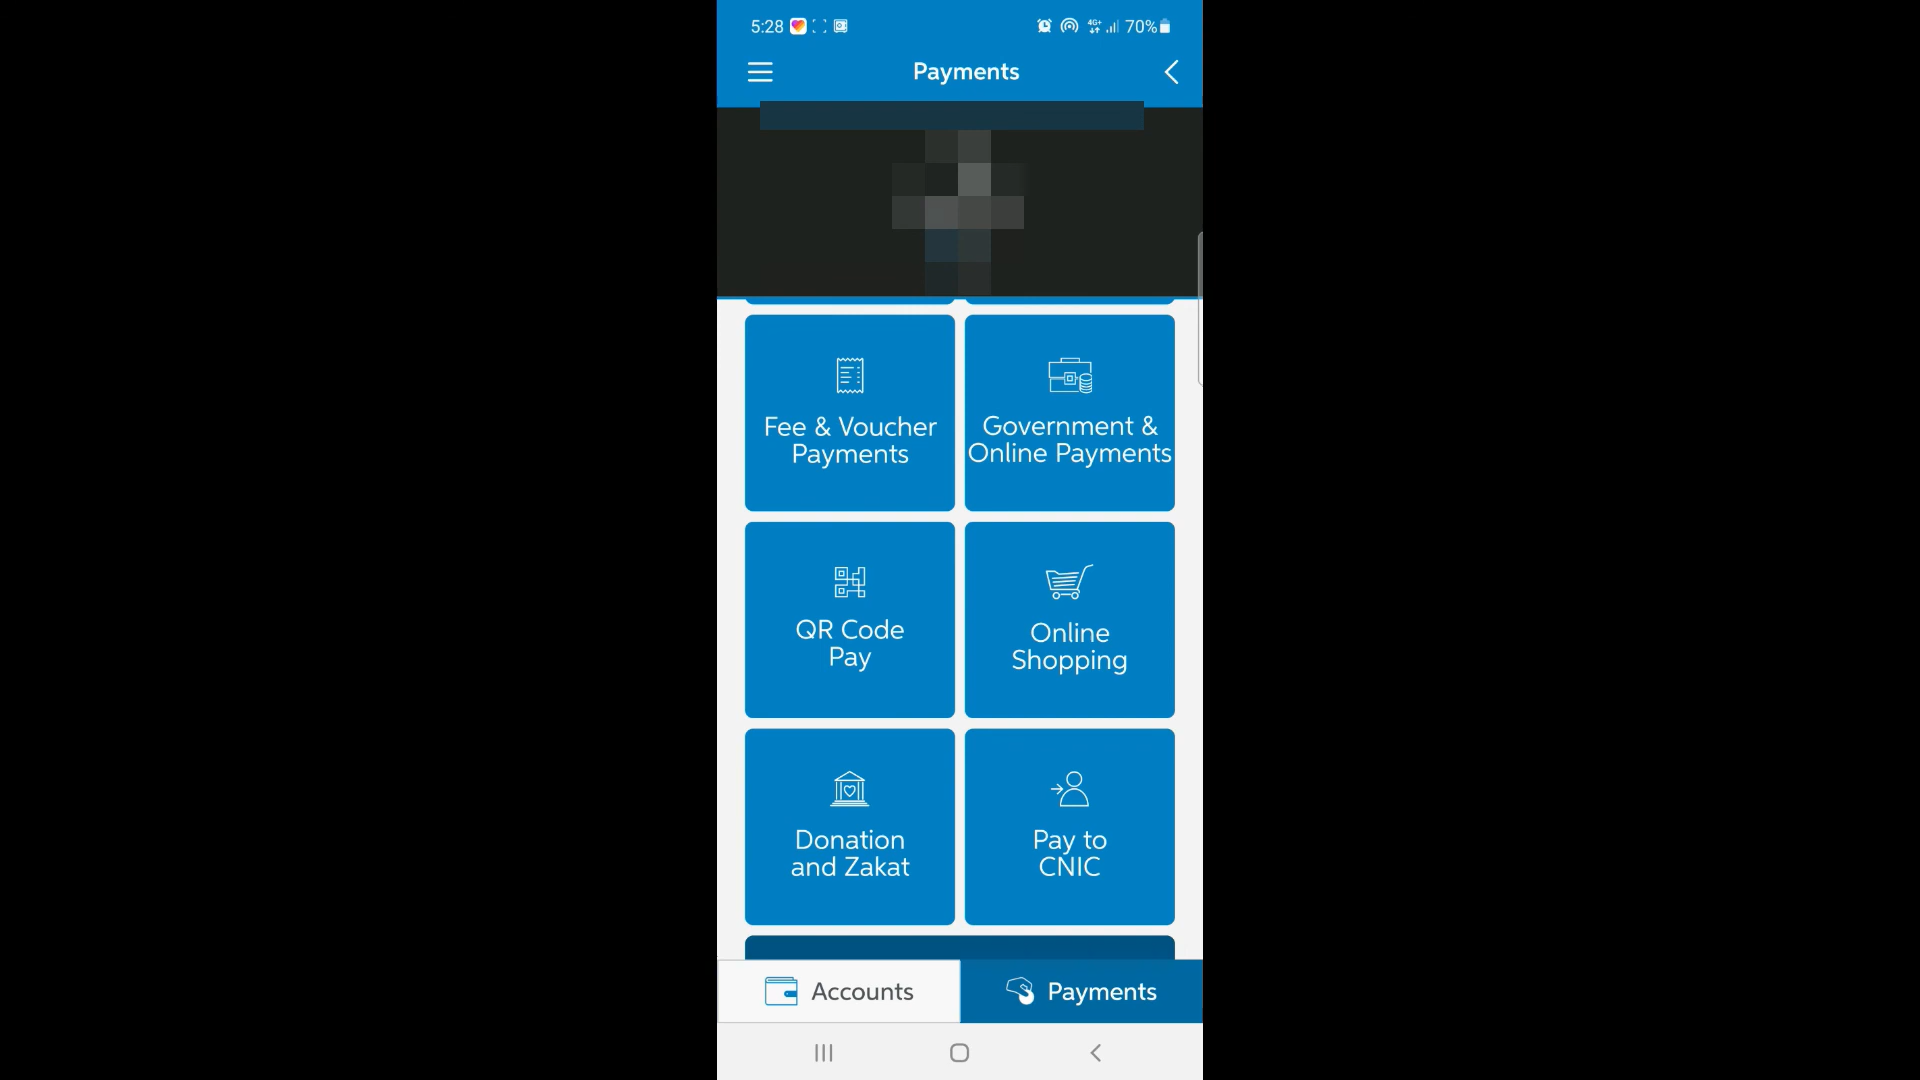 5:28
4G+ 70%
Payments
Fee & Voucher
Payments
Government &
Online Payments
QR Code
Pay
Online
Shopping
Donation
and Zakat
Pay to
CNIC
Accounts
Payments